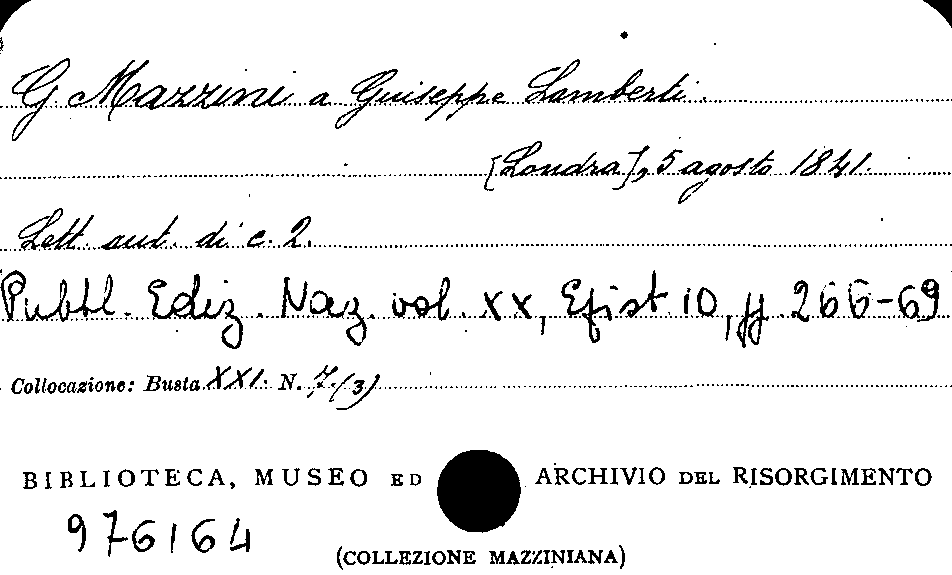 G. Mazzini a Giuseppe Lamberti.
[Londra], 5 agosto 1841.
Lett. aut. di c. 2.
Pubbl. Ediz. Naz. vol. XX, Epist. 10, pp. 266-69
Collocazione: Busta XXI. N. 7/(3)
BIBLIOTECA, MUSEO ED ARCHIVIO DEL RISORGIMENTO
976164
(COLLEZIONE MAZZINIANA)